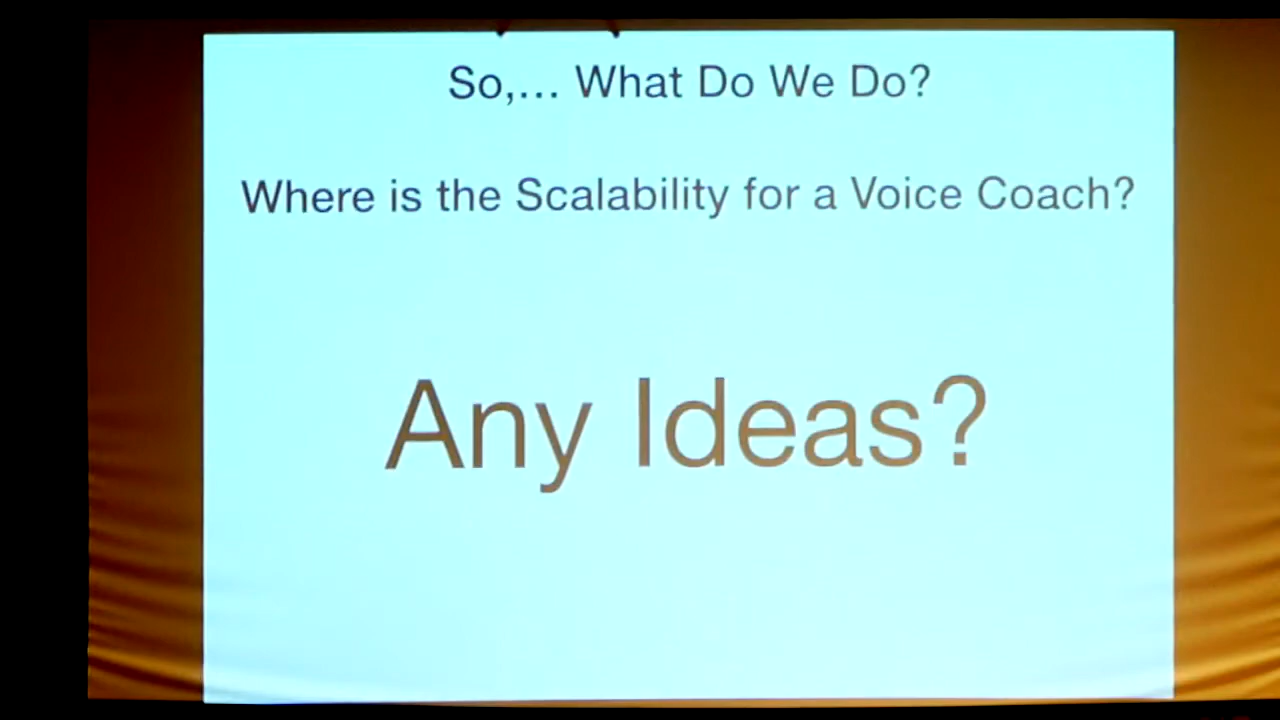 So,... What Do We Do?
Where is the Scalability for a Voice Coach?
Any Ideas?